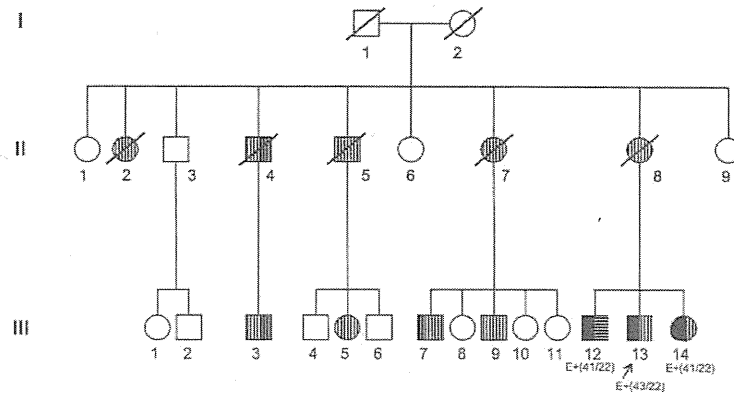 I
1 2
II
1 2 3 4 5 6 7 8 9
III
1 2 3 4 5 6 7 8 9 10 11 12 13 14
E+(41/22) E+(41/22)
E+(43/22)